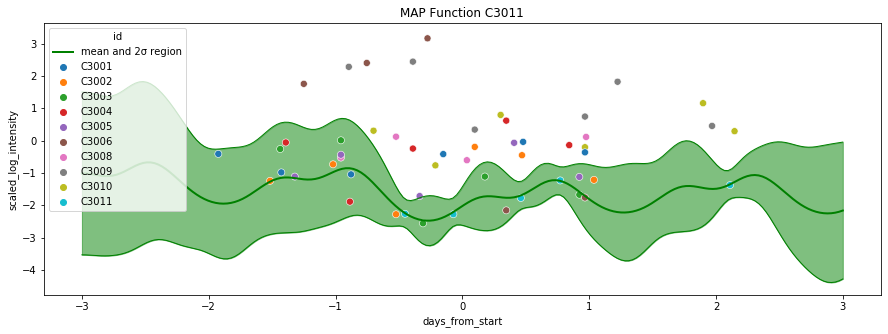 MAP Function C3011
id
mean and 2σ region
C3001
C3002
C3003
C3004
C3005
C3006
C3008
C3009
C3010
C3011
scaled_log_intensity
3
2
1
0
−1
−2
−3
−4
−3
−2
−1
0
1
2
3
days_from_start